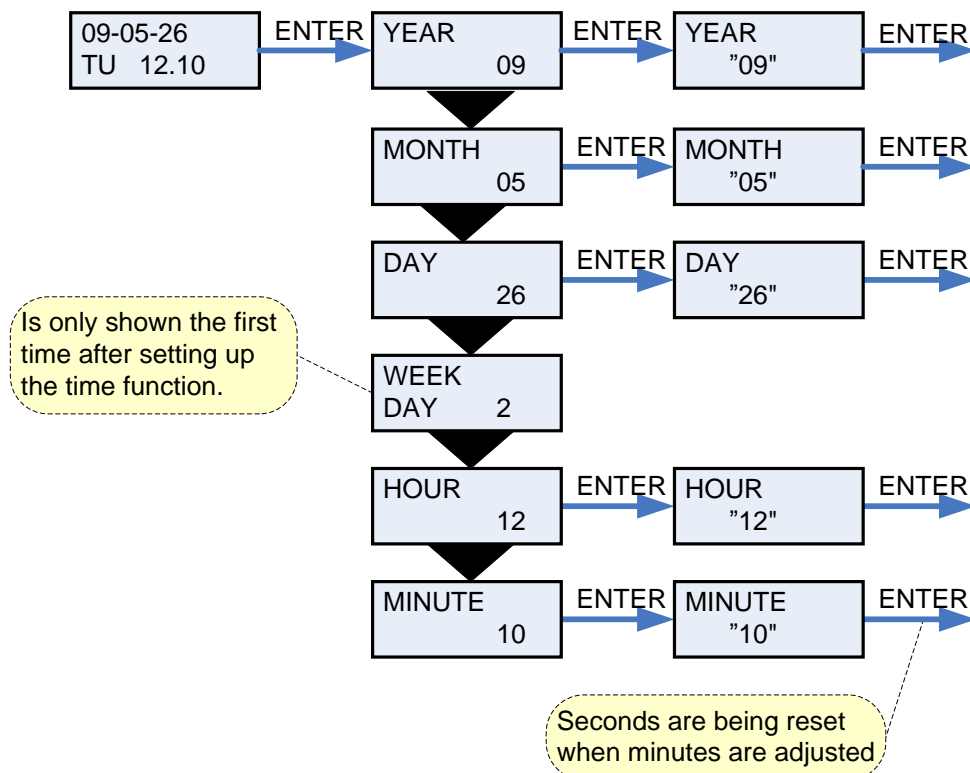 09-05-26
TU 12.10
ENTER
YEAR
09
ENTER
YEAR
”09"
ENTER
MONTH
05
ENTER
MONTH
”05"
ENTER
DAY
26
ENTER
DAY
”26"
ENTER
Is only shown the first
time after setting up
the time function.
WEEK
DAY 2
HOUR
12
ENTER
HOUR
”12"
ENTER
MINUTE
10
ENTER
MINUTE
”10"
ENTER
Seconds are being reset
when minutes are adjusted